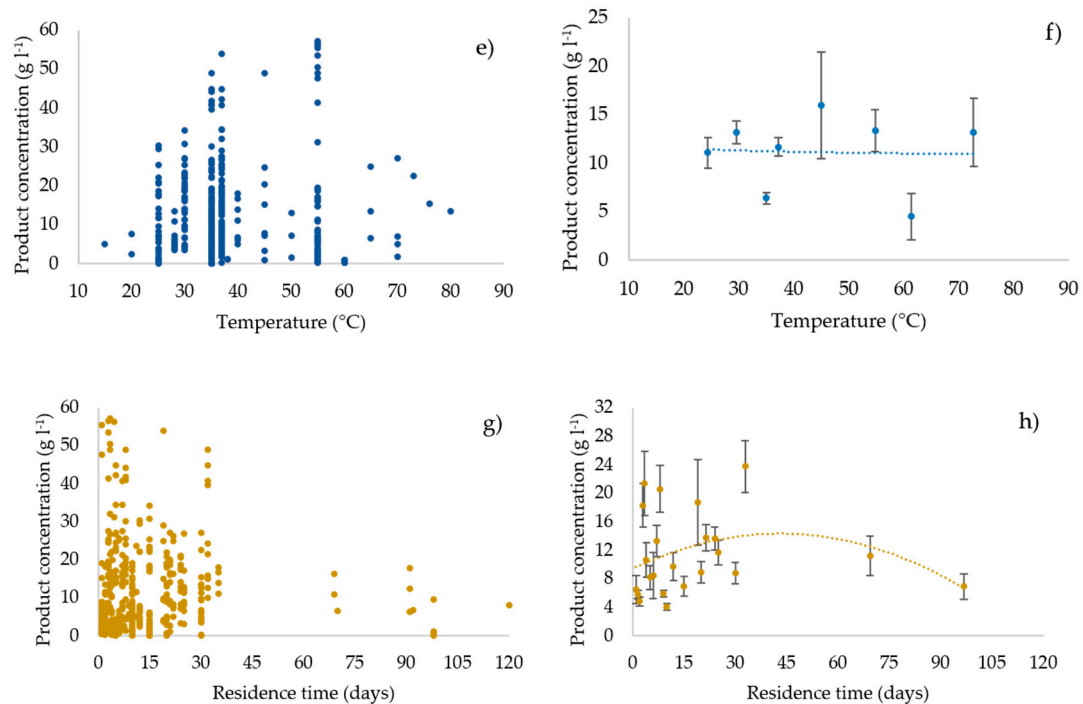 e)
Product concentration (g l⁻¹)
60
50
40
30
20
10
0
10 20 30 40 50 60 70 80 90
Temperature (°C)
f)
Product concentration (g l⁻¹)
25
20
15
10
5
0
10 20 30 40 50 60 70 80 90
Temperature (°C)
g)
Product concentration (g l⁻¹)
60
50
40
30
20
10
0
0 15 30 45 60 75 90 105 120
Residence time (days)
h)
Product concentration (g l⁻¹)
32
28
24
20
16
12
8
4
0
0 15 30 45 60 75 90 105 120
Residence time (days)